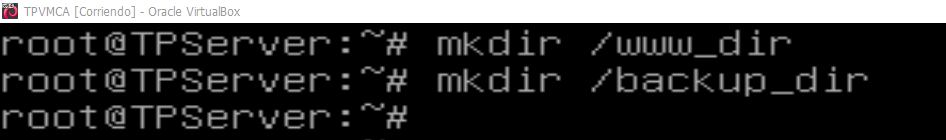 TPVMCA [Corriendo] - Oracle VirtualBox
root@TPServer:~# mkdir /www_dir
root@TPServer:~# mkdir /backup_dir
root@TPServer:~#